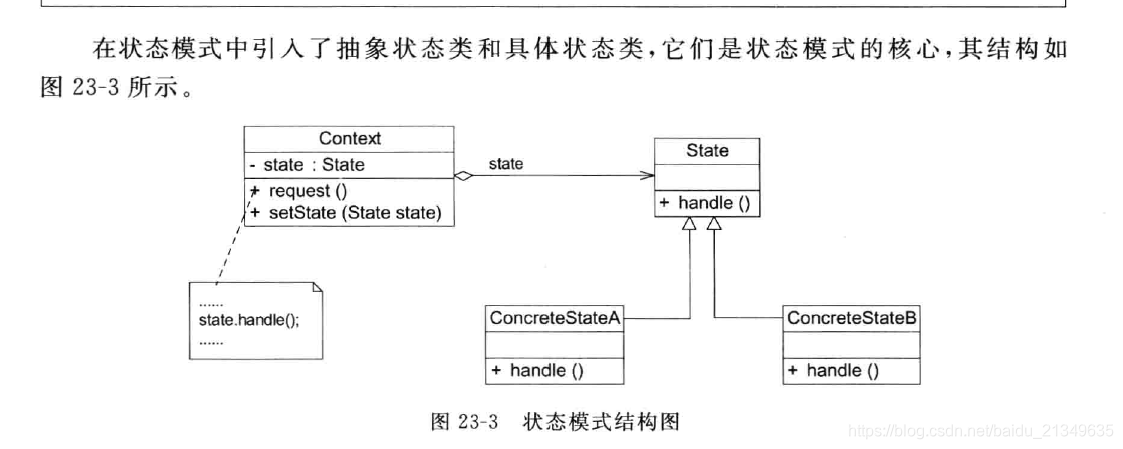 在状态模式中引入了抽象状态类和具体状态类,它们是状态模式的核心,其结构如
图 23-3 所示。
Context
- state : State
+ request ()
+ setState (State state)
state
State
+ handle ()
......
state.handle();
......
ConcreteStateA
+ handle ()
ConcreteStateB
+ handle ()
图 23-3 状态模式结构图
https://blog.csdn.net/baidu_21349635